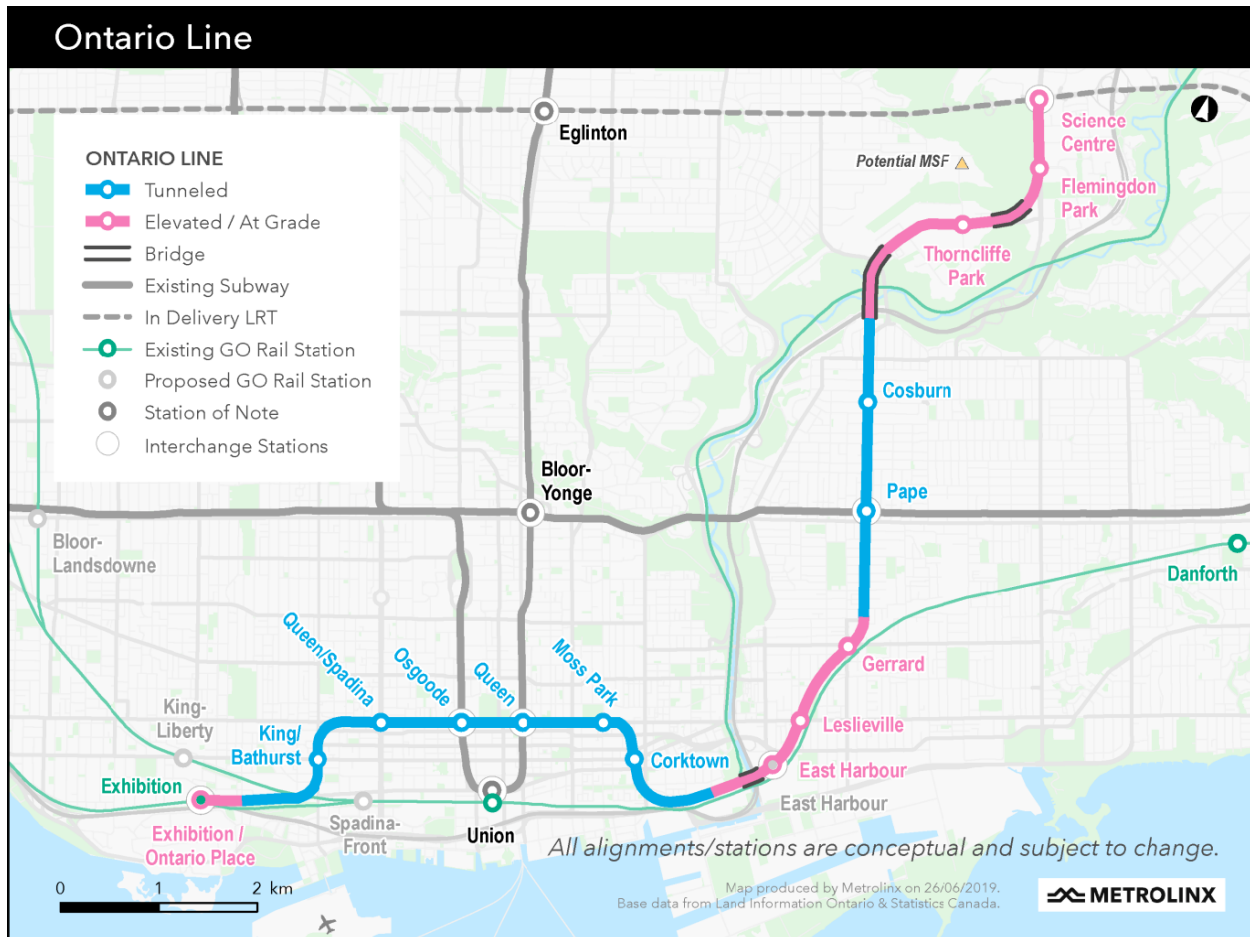 Ontario Line
ONTARIO LINE
Tunneled
Elevated / At Grade
Bridge
Existing Subway
In Delivery LRT
Existing GO Rail Station
Proposed GO Rail Station
Station of Note
Interchange Stations
Eglinton
Science
Centre
Potential MSF
Flemingdon
Park
Thorncliffe
Park
Cosburn
Bloor-
Yonge
Pape
Bloor-
Landsdowne
Danforth
Queen/Spadina
Osgoode
Queen
Moss Park
Gerrard
King-
Liberty
King/
Bathurst
Leslieville
Corktown
East Harbour
Exhibition
East Harbour
Exhibition /
Ontario Place
Spadina-
Front
Union
All alignments/stations are conceptual and subject to change.
0 1 2 km
Map produced by Metrolinx on 26/06/2019.
Base data from Land Information Ontario & Statistics Canada.
METROLINX